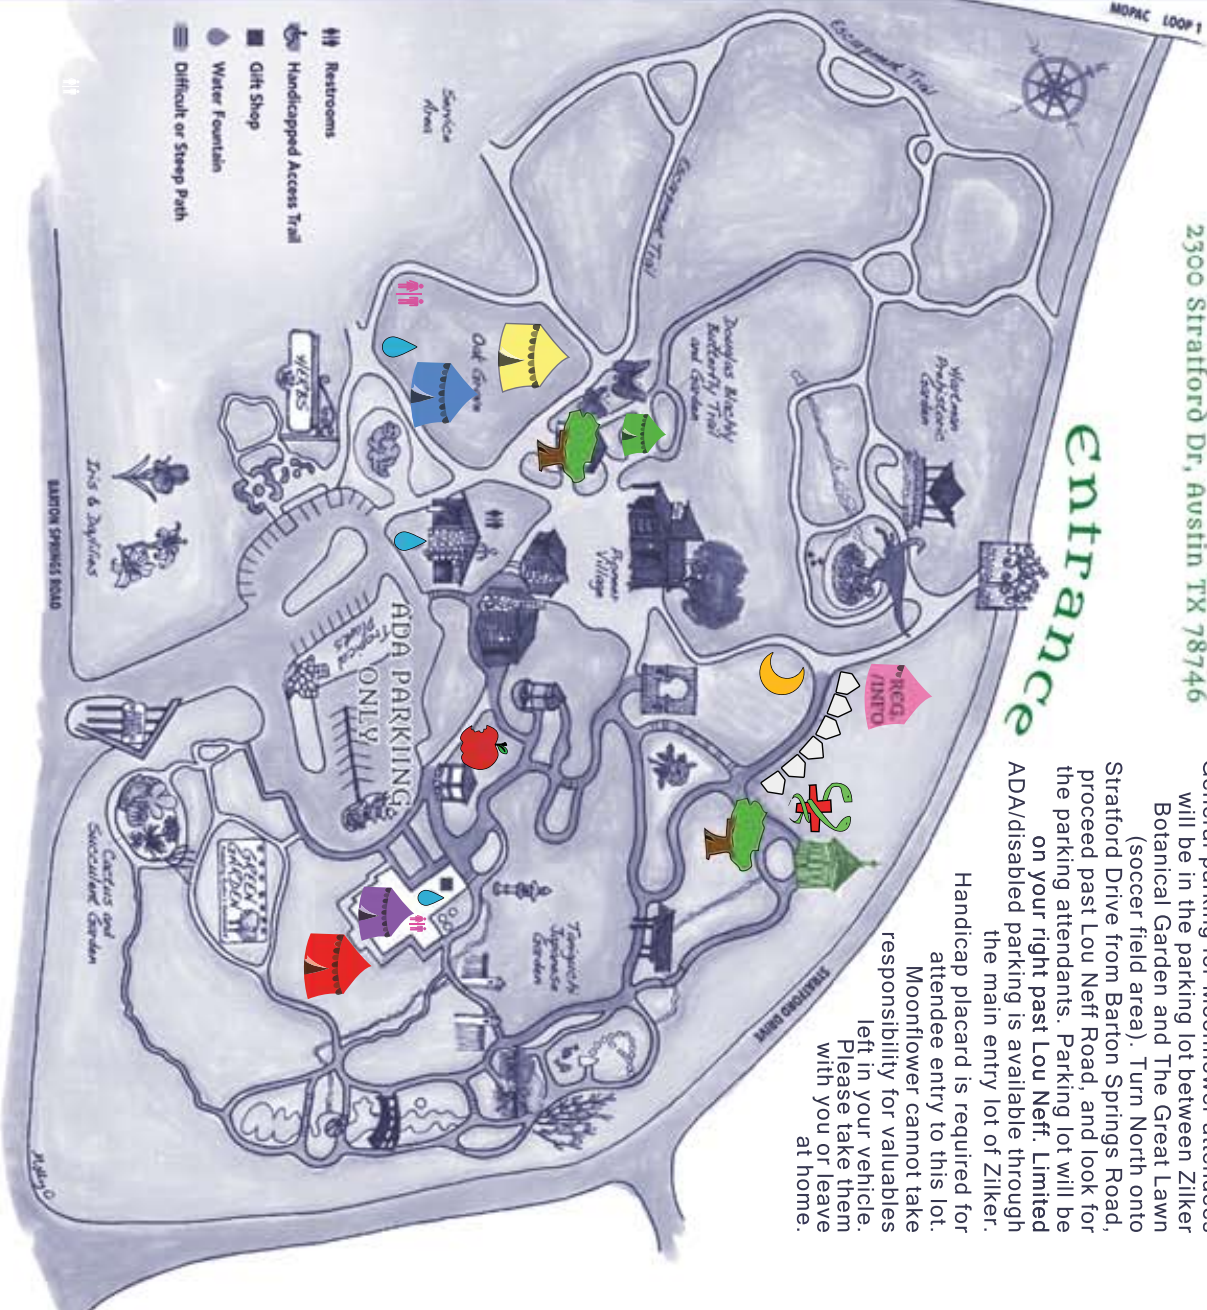 2300 Stratford Dr, Austin TX 78746
Entrance
will be in the parking lot between Zilker
Botanical Garden and The Great Lawn
(soccer field area). Turn North onto
Stratford Drive from Barton Springs Road,
proceed past Lou Neff Road, and look for
the parking attendants. Parking lot will be
on your right past Lou Neff. Limited
ADA/disabled parking is available through
the main entry lot of Zilker.
Handicap placard is required for
attendee entry to this lot.
Moonflower cannot take
responsibility for valuables
left in your vehicle.
Please take them
with you or leave
at home.
MOPAC LOOP 1
Escarpment Trail
Hartman
Prehistoric
Garden
REG.
/INFO
STRATFORD DRIVE
Douglas Blachly
Butterfly Trail
and Garden
Escarpment Trail
Pioneer
Village
Taniguchi
Japanese
Garden
Oak Grove
Service
Area
ADA PARKING
ONLY
Tropical
Plants
HERBS
GREEN
GARDEN
Restrooms
Handicapped Access Trail
Gift Shop
Water Fountain
Difficult or Steep Path
Iris & Daylilies
Cactus and
Succulent Garden
BARTON SPRINGS ROAD